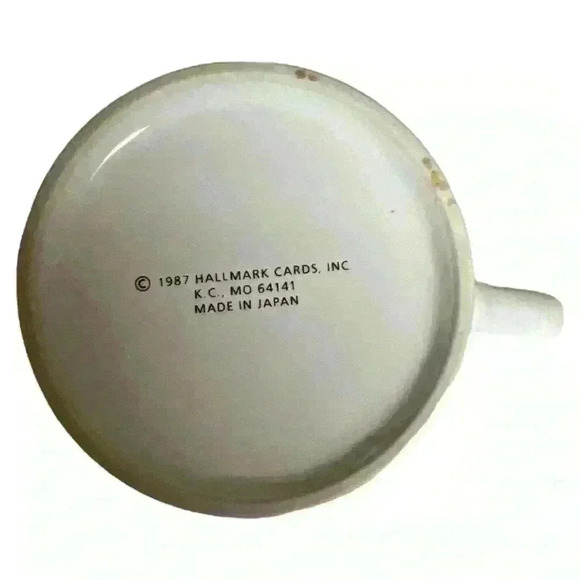 © 1987 HALLMARK CARDS, INC
K.C., MO 64141
MADE IN JAPAN